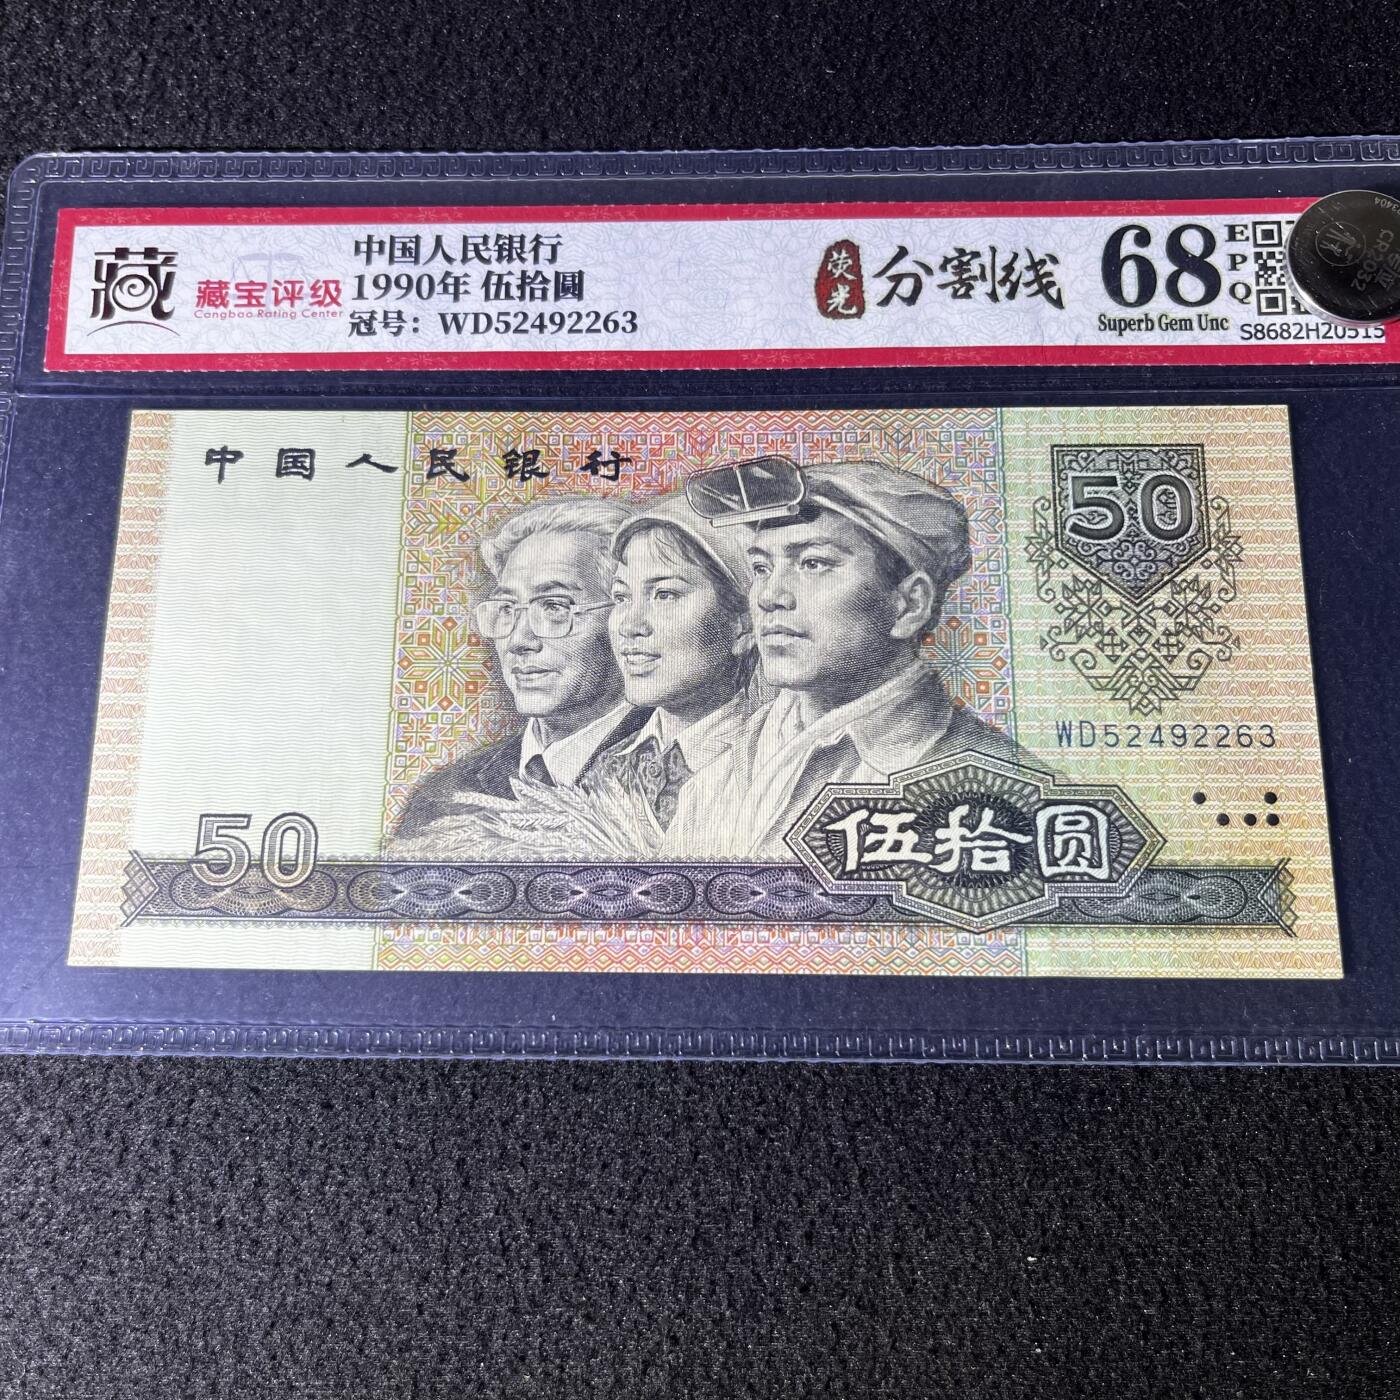 藏
藏宝评级
Cangbao Rating Center
中国人民银行
1990年 伍拾圆
冠号：WD52492263
荧光
分割线
68
EPQ
Superb Gem Unc
S8682H20515
中国人民银行
50
WD52492263
50
伍拾圆